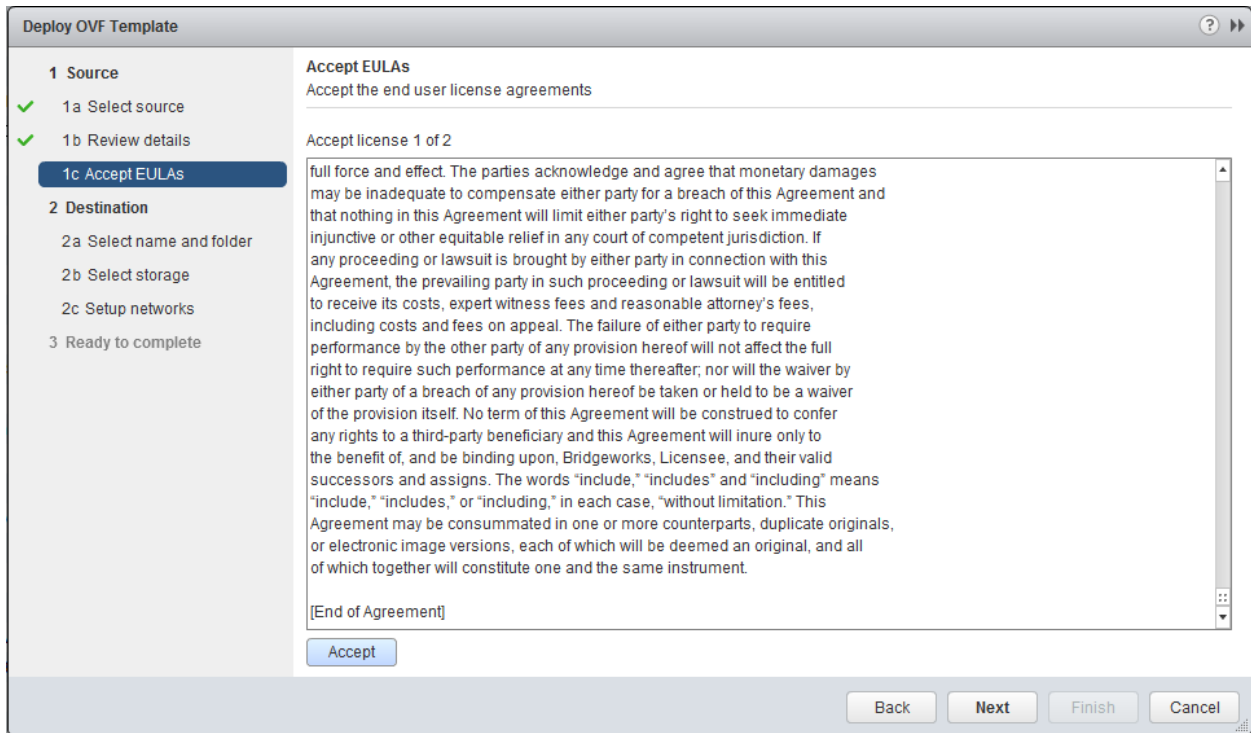 Deploy OVF Template
1 Source
1a Select source
1b Review details
1c Accept EULAs
2 Destination
2a Select name and folder
2b Select storage
2c Setup networks
3 Ready to complete
Accept EULAs
Accept the end user license agreements
Accept license 1 of 2
full force and effect. The parties acknowledge and agree that monetary damages
may be inadequate to compensate either party for a breach of this Agreement and
that nothing in this Agreement will limit either party’s right to seek immediate
injunctive or other equitable relief in any court of competent jurisdiction. If
any proceeding or lawsuit is brought by either party in connection with this
Agreement, the prevailing party in such proceeding or lawsuit will be entitled
to receive its costs, expert witness fees and reasonable attorney’s fees,
including costs and fees on appeal. The failure of either party to require
performance by the other party of any provision hereof will not affect the full
right to require such performance at any time thereafter; nor will the waiver by
either party of a breach of any provision hereof be taken or held to be a waiver
of the provision itself. No term of this Agreement will be construed to confer
any rights to a third-party beneficiary and this Agreement will inure only to
the benefit of, and be binding upon, Bridgeworks, Licensee, and their valid
successors and assigns. The words “include,” “includes” and “including” means
“include,” “includes,” or “including,” in each case, “without limitation.” This
Agreement may be consummated in one or more counterparts, duplicate originals,
or electronic image versions, each of which will be deemed an original, and all
of which together will constitute one and the same instrument.
[End of Agreement]
Accept
Back
Next
Finish
Cancel